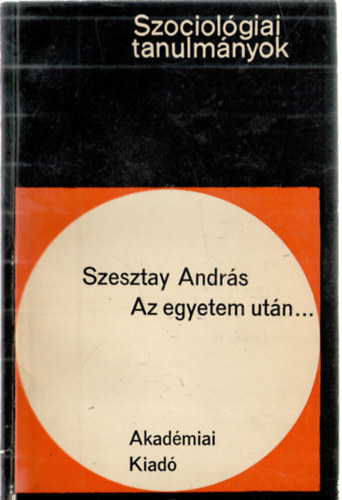 Szociológiai
tanulmányok
Szesztay András
Az egyetem után...
Akadémiai
Kiadó